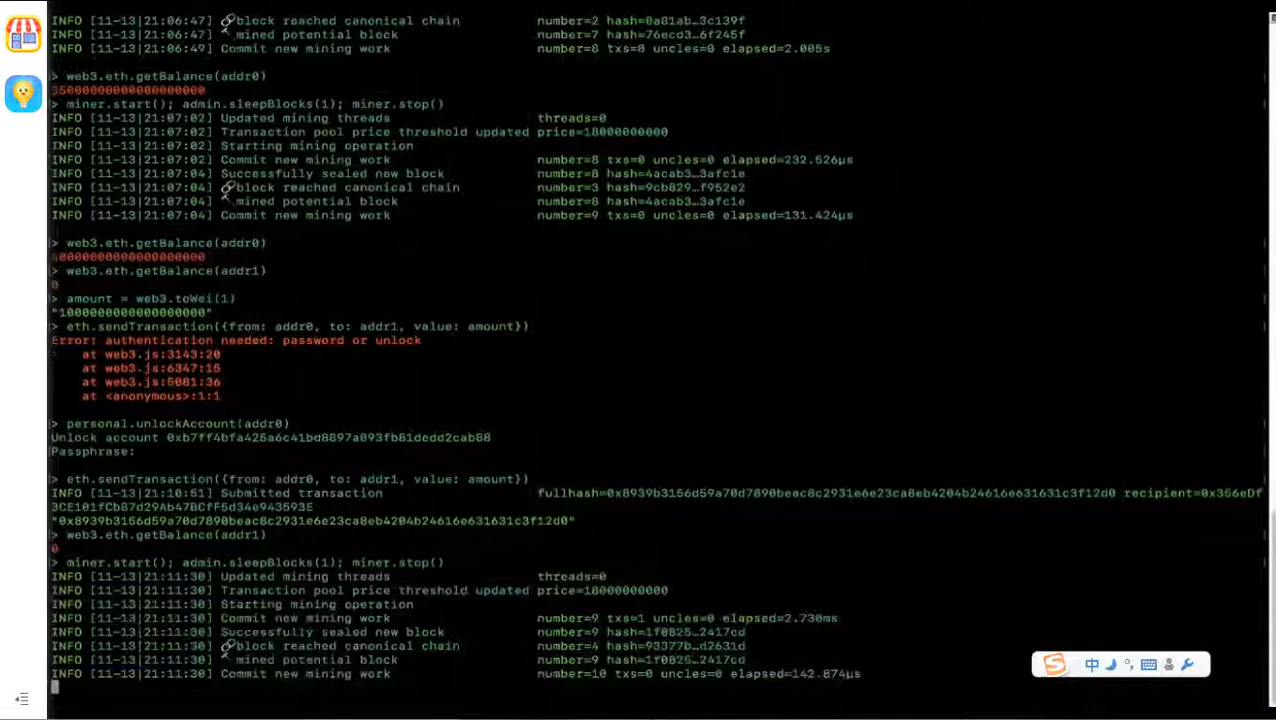 INFO [11-13|21:06:47] 🔗block reached canonical chain number=2 hash=0a81ab…3c139f
INFO [11-13|21:06:47] 🔨 mined potential block number=7 hash=76ecd3…6f245f
INFO [11-13|21:06:49] Commit new mining work number=8 txs=0 uncles=0 elapsed=2.005s
> web3.eth.getBalance(addr0)
35000000000000000000
> miner.start(); admin.sleepBlocks(1); miner.stop()
INFO [11-13|21:07:02] Updated mining threads threads=0
INFO [11-13|21:07:02] Transaction pool price threshold updated price=18000000000
INFO [11-13|21:07:02] Starting mining operation
INFO [11-13|21:07:02] Commit new mining work number=8 txs=0 uncles=0 elapsed=232.526µs
INFO [11-13|21:07:04] Successfully sealed new block number=8 hash=4acab3…3afc1e
INFO [11-13|21:07:04] 🔗block reached canonical chain number=3 hash=9cb829…f952e2
INFO [11-13|21:07:04] 🔨 mined potential block number=8 hash=4acab3…3afc1e
INFO [11-13|21:07:04] Commit new mining work number=9 txs=0 uncles=0 elapsed=131.424µs
> web3.eth.getBalance(addr0)
40000000000000000000
> web3.eth.getBalance(addr1)
0
> amount = web3.toWei(1)
"1000000000000000000"
> eth.sendTransaction({from: addr0, to: addr1, value: amount})
Error: authentication needed: password or unlock
at web3.js:3143:20
at web3.js:6347:15
at web3.js:5081:36
at <anonymous>:1:1
> personal.unlockAccount(addr0)
Unlock account 0xb7ff4bfa425a6c41bd8897a093fb81dedd2cab88
Passphrase:
> eth.sendTransaction({from: addr0, to: addr1, value: amount})
INFO [11-13|21:10:51] Submitted transaction fullhash=0x8939b3156d59a70d7890beac8c2931e6e23ca8eb4204b24616e631631c3f12d0 recipient=0x356eDf
3CE101fCb87d29Ab47BCfF5d34e943593E
"0x8939b3156d59a70d7890beac8c2931e6e23ca8eb4204b24616e631631c3f12d0"
> web3.eth.getBalance(addr1)
0
> miner.start(); admin.sleepBlocks(1); miner.stop()
INFO [11-13|21:11:30] Updated mining threads threads=0
INFO [11-13|21:11:30] Transaction pool price threshold updated price=18000000000
INFO [11-13|21:11:30] Starting mining operation
INFO [11-13|21:11:30] Commit new mining work number=9 txs=1 uncles=0 elapsed=2.730ms
INFO [11-13|21:11:30] Successfully sealed new block number=9 hash=1f0825…2417cd
INFO [11-13|21:11:30] 🔗block reached canonical chain number=4 hash=93377b…d2631d
INFO [11-13|21:11:30] 🔨 mined potential block number=9 hash=1f0825…2417cd
INFO [11-13|21:11:30] Commit new mining work number=10 txs=0 uncles=0 elapsed=142.874µs
中